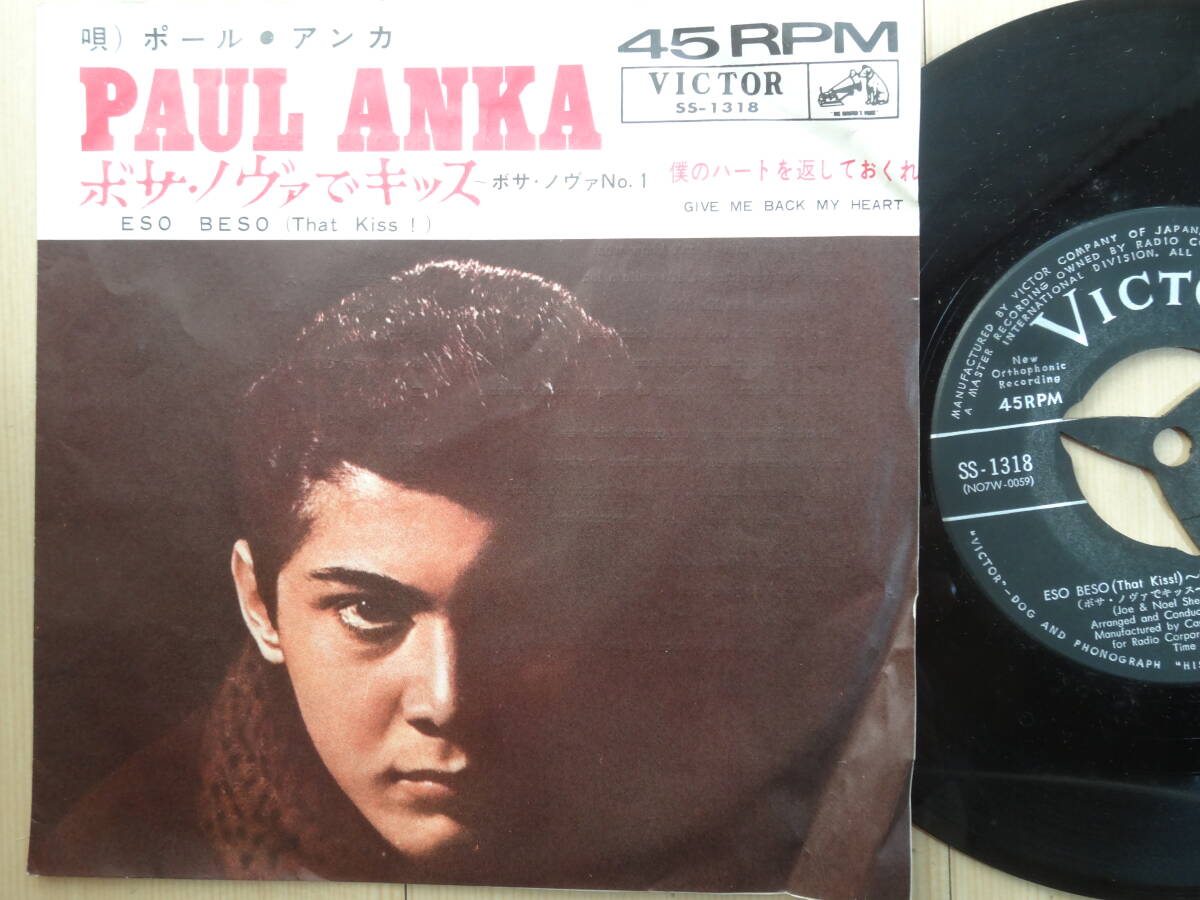 唄）ポール・アンカ
PAUL ANKA
ボサ・ノヴァでキッス～ボサ・ノヴァNo.1
ESO BESO (That Kiss!)
45 RPM
VICTOR
SS-1318
"HIS MASTER'S VOICE"
僕のハートを返しておくれ
GIVE ME BACK MY HEART
MANUFACTURED BY VICTOR COMPANY OF JAPAN,
A MASTER RECORDING OWNED BY RADIO
INTERNATIONAL DIVISION. ALL
VICTO
New
Orthophonic
Recording
45RPM
SS-1318
(NO7W-0059)
ESO BESO (That Kiss!)～
(ボサ・ノヴァでキッス～
(Joe & Noel She
Arranged and Conduc
Manufactured by
for Radio Corpor
Time
"VICTOR"—DOG AND PHONOGRAPH "HIS